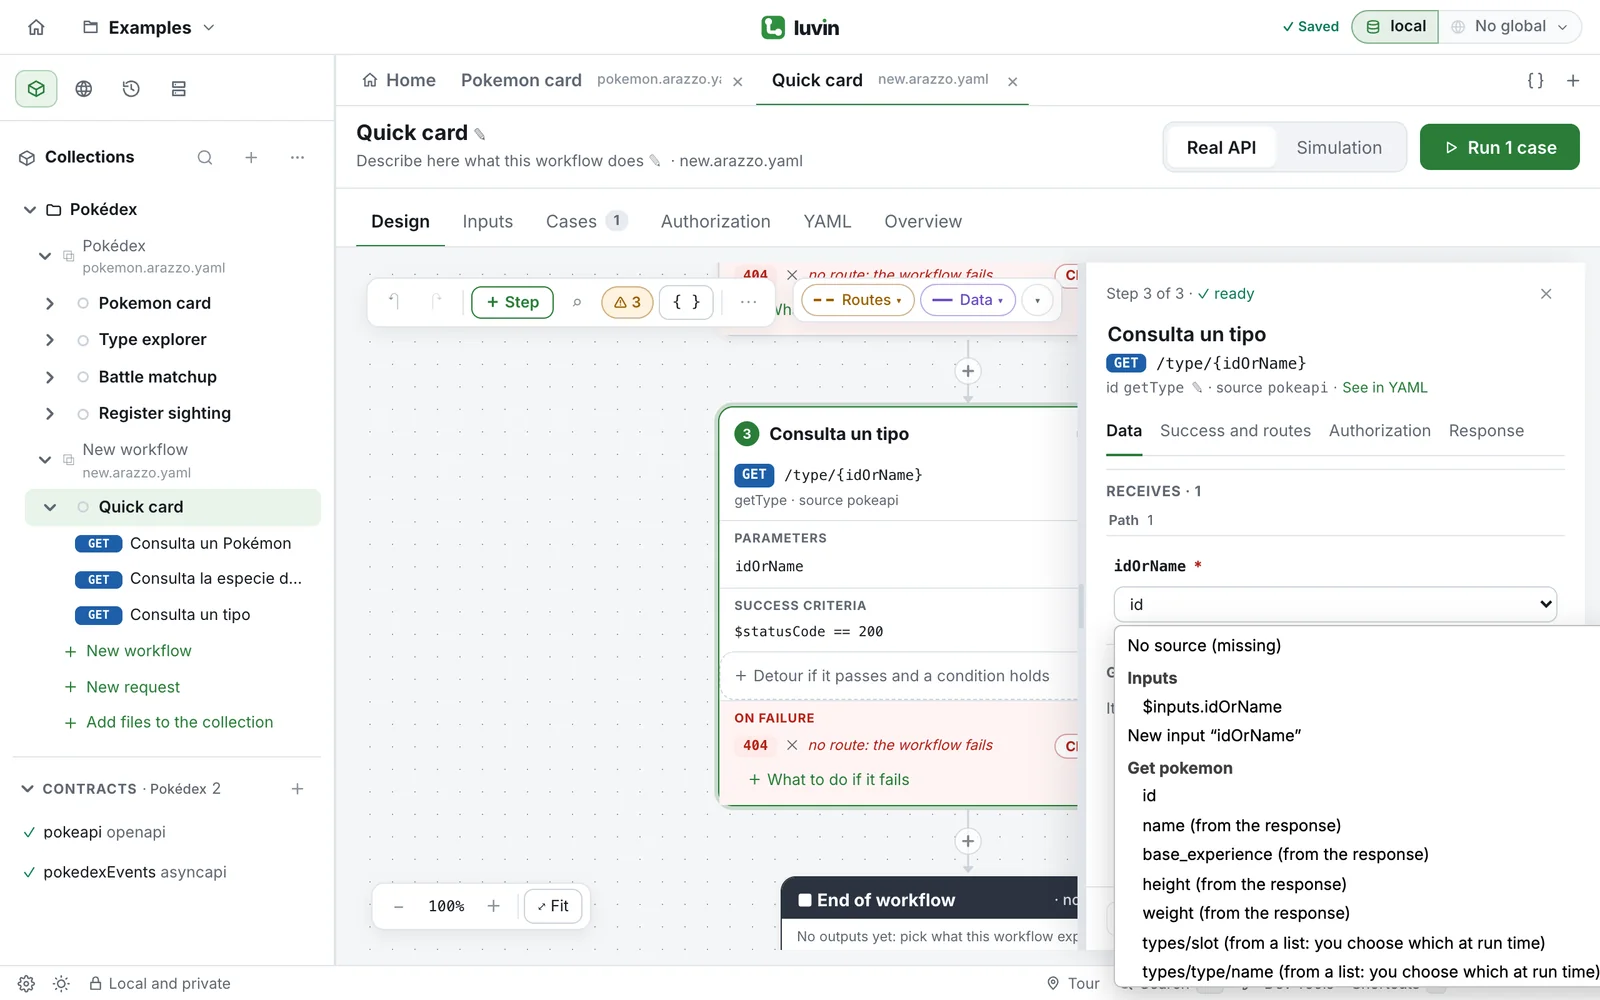 Examples
luvin
Saved
local
No global
Home
Pokemon card
pokemon.arazzo.ya
Quick card
new.arazzo.yaml
{ }
Collections
Pokédex
Pokédex
pokemon.arazzo.yaml
Pokemon card
Type explorer
Battle matchup
Register sighting
New workflow
new.arazzo.yaml
Quick card
GET Consulta un Pokémon
GET Consulta la especie d...
GET Consulta un tipo
+ New workflow
+ New request
+ Add files to the collection
CONTRACTS · Pokédex 2
pokeapi openapi
pokedexEvents asyncapi
Quick card
Describe here what this workflow does · new.arazzo.yaml
Real API
Simulation
Run 1 case
Design
Inputs
Cases 1
Authorization
YAML
Overview
404 no route: the workflow fails
+ Step
3
{ }
Routes
Data
3 Consulta un tipo
GET /type/{idOrName}
getType · source pokeapi
PARAMETERS
idOrName
SUCCESS CRITERIA
$statusCode == 200
+ Detour if it passes and a condition holds
ON FAILURE
404 no route: the workflow fails
+ What to do if it fails
End of workflow
No outputs yet: pick what this workflow exp
− 100% +
Fit
Step 3 of 3 · ready
Consulta un tipo
GET /type/{idOrName}
id getType · source pokeapi · See in YAML
Data
Success and routes
Authorization
Response
RECEIVES · 1
Path 1
idOrName *
id
No source (missing)
Inputs
$inputs.idOrName
New input “idOrName”
Get pokemon
id
name (from the response)
base_experience (from the response)
height (from the response)
weight (from the response)
types/slot (from a list: you choose which at run time)
types/type/name (from a list: you choose which at run time)
Local and private
Tour